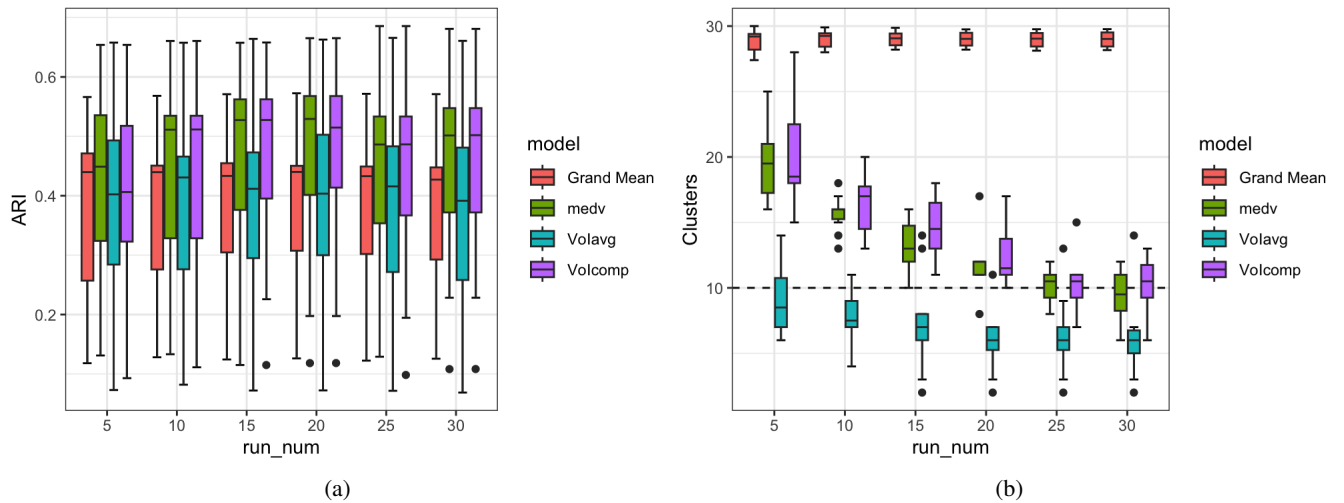 0.6
0.4
0.2
ARI
5 10 15 20 25 30
run_num
model
Grand Mean
medv
Volavg
Volcomp
(a)
30
20
10
Clusters
5 10 15 20 25 30
run_num
model
Grand Mean
medv
Volavg
Volcomp
(b)